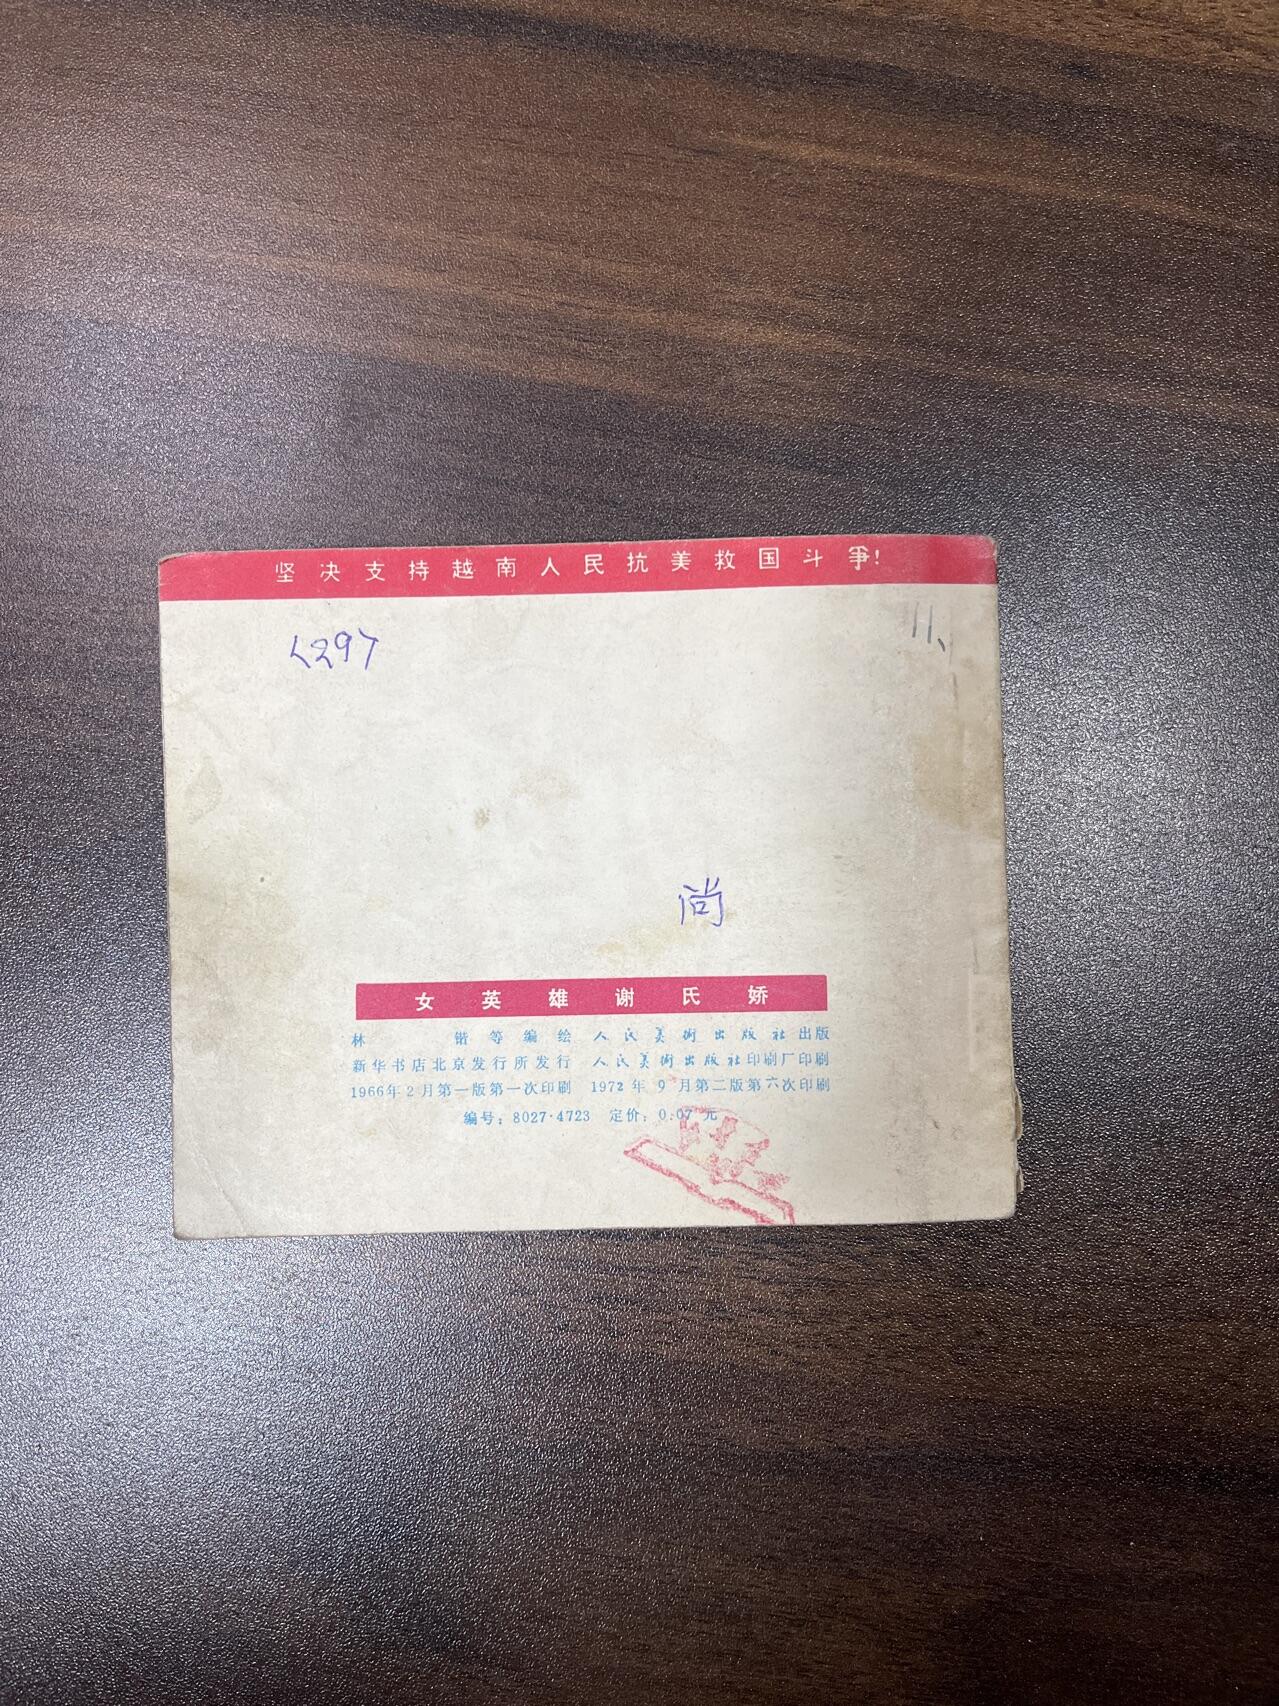 坚决支持越南人民抗美救国斗争!
〈297〉
11、
尚
女英雄谢氏娇
林锴等编绘 人民美術出版社出版
新华书店北京发行所发行 人民美術出版社印刷厂印刷
1966年2月第一版第一次印刷 1972年9月第二版第六次印刷
编号:8027·4723 定价:0.07元